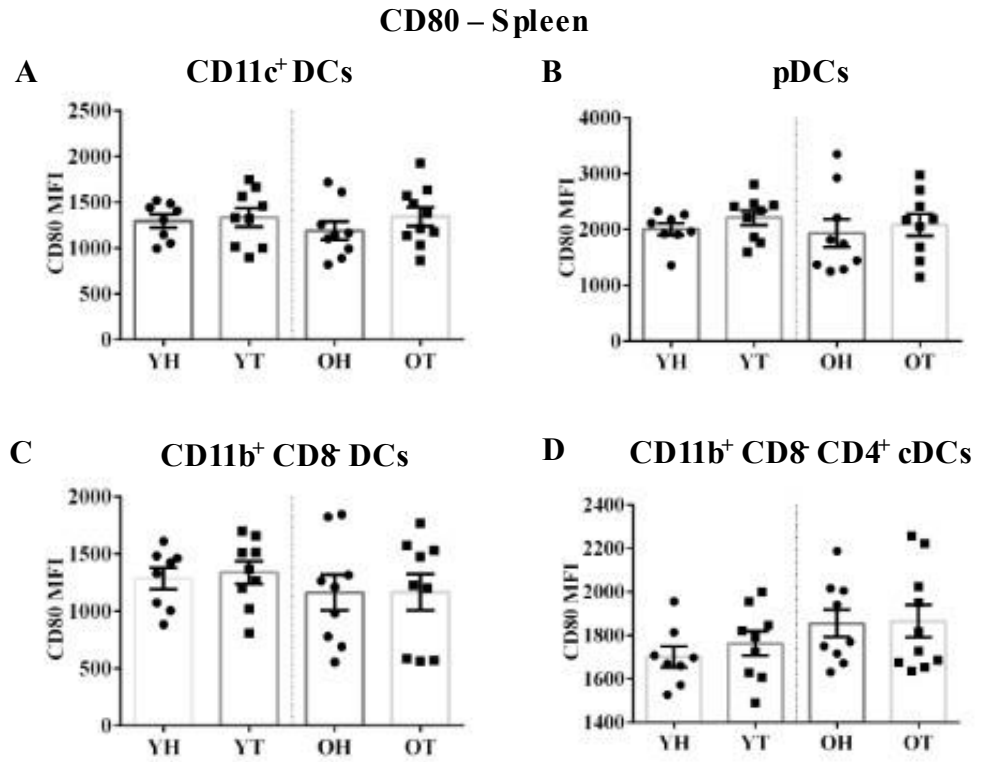 CD80 – Spleen
A CD11c+ DCs
CD80 MFI
2500
2000
1500
1000
500
0
YH YT OH OT
B pDCs
CD80 MFI
4000
3000
2000
1000
0
YH YT OH OT
C CD11b+ CD8- DCs
CD80 MFI
2000
1500
1000
500
0
YH YT OH OT
D CD11b+ CD8- CD4+ cDCs
CD80 MFI
2400
2200
2000
1800
1600
1400
YH YT OH OT